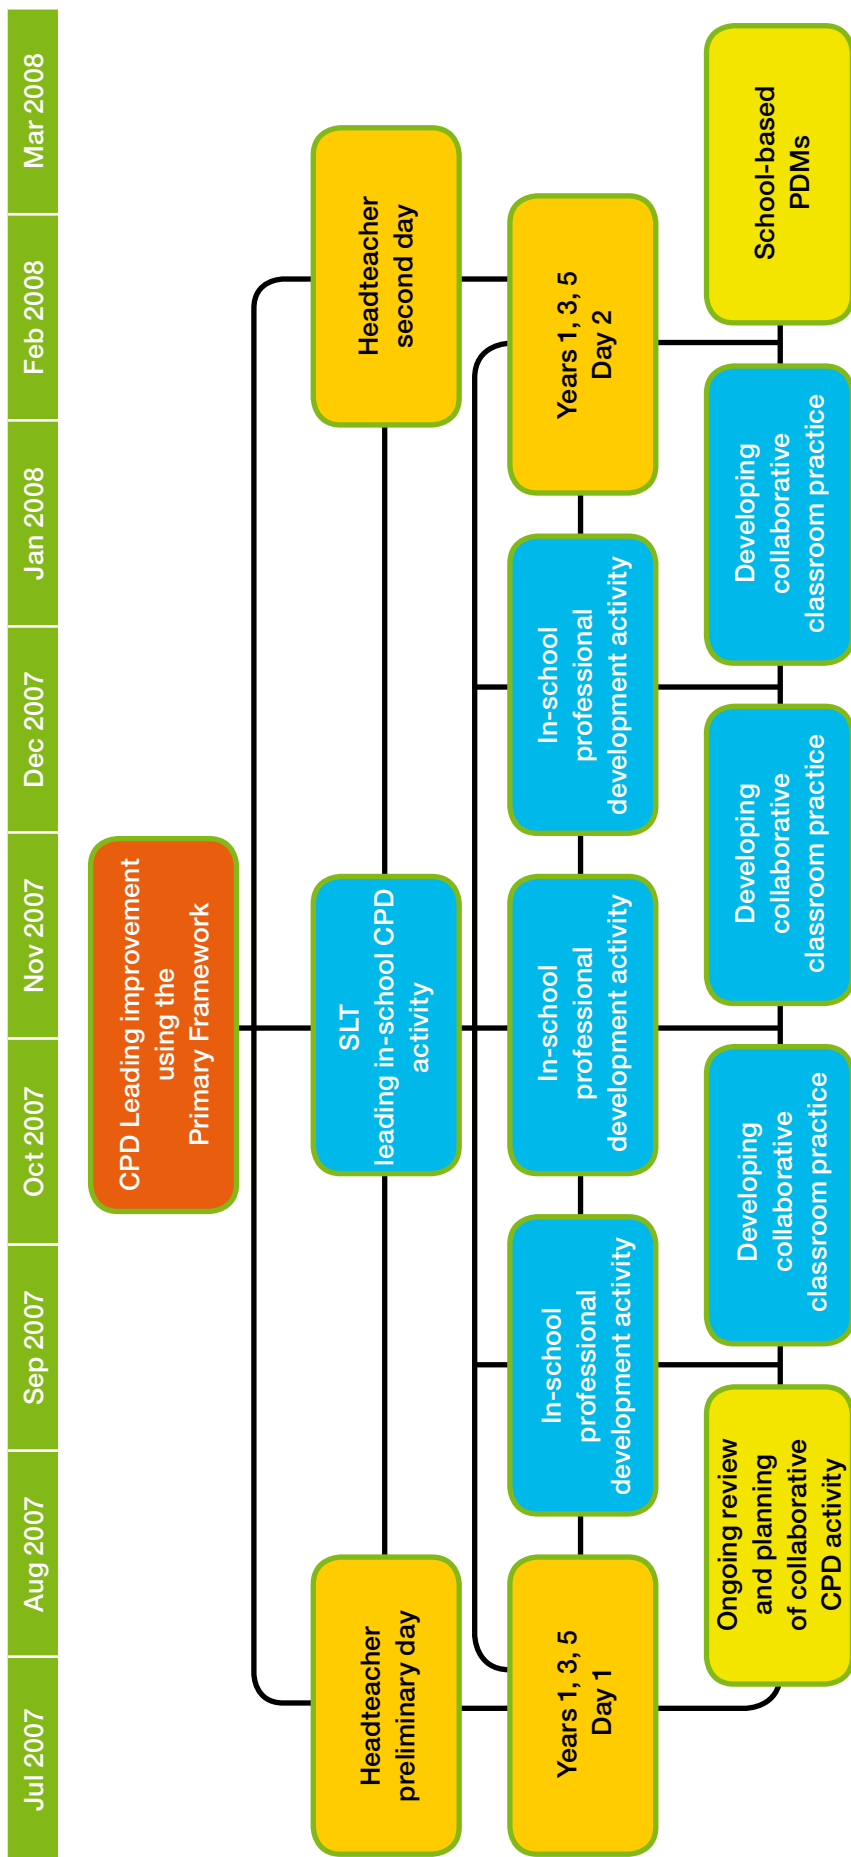 Jul 2007
Aug 2007
Sep 2007
Oct 2007
Nov 2007
Dec 2007
Jan 2008
Feb 2008
Mar 2008
CPD Leading improvement
using the
Primary Framework
Headteacher
preliminary day
SLT
leading in-school CPD
activity
Headteacher
second day
Years 1, 3, 5
Day 1
In-school
professional
development activity
In-school
professional
development activity
In-school
professional
development activity
Years 1, 3, 5
Day 2
Ongoing review
and planning
of collaborative
CPD activity
Developing
collaborative
classroom practice
Developing
collaborative
classroom practice
Developing
collaborative
classroom practice
School-based
PDMs